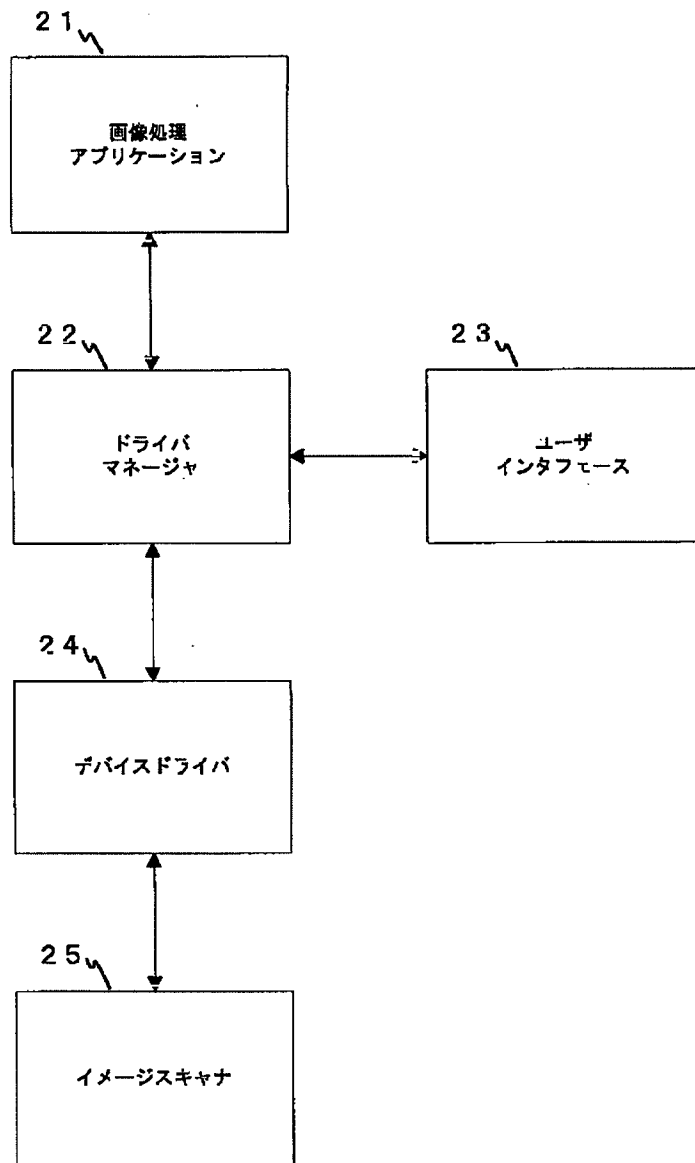 21
画像処理
アプリケーション
22
ドライバ
マネージャ
23
ユーザ
インタフェース
24
デバイスドライバ
25
イメージスキャナ